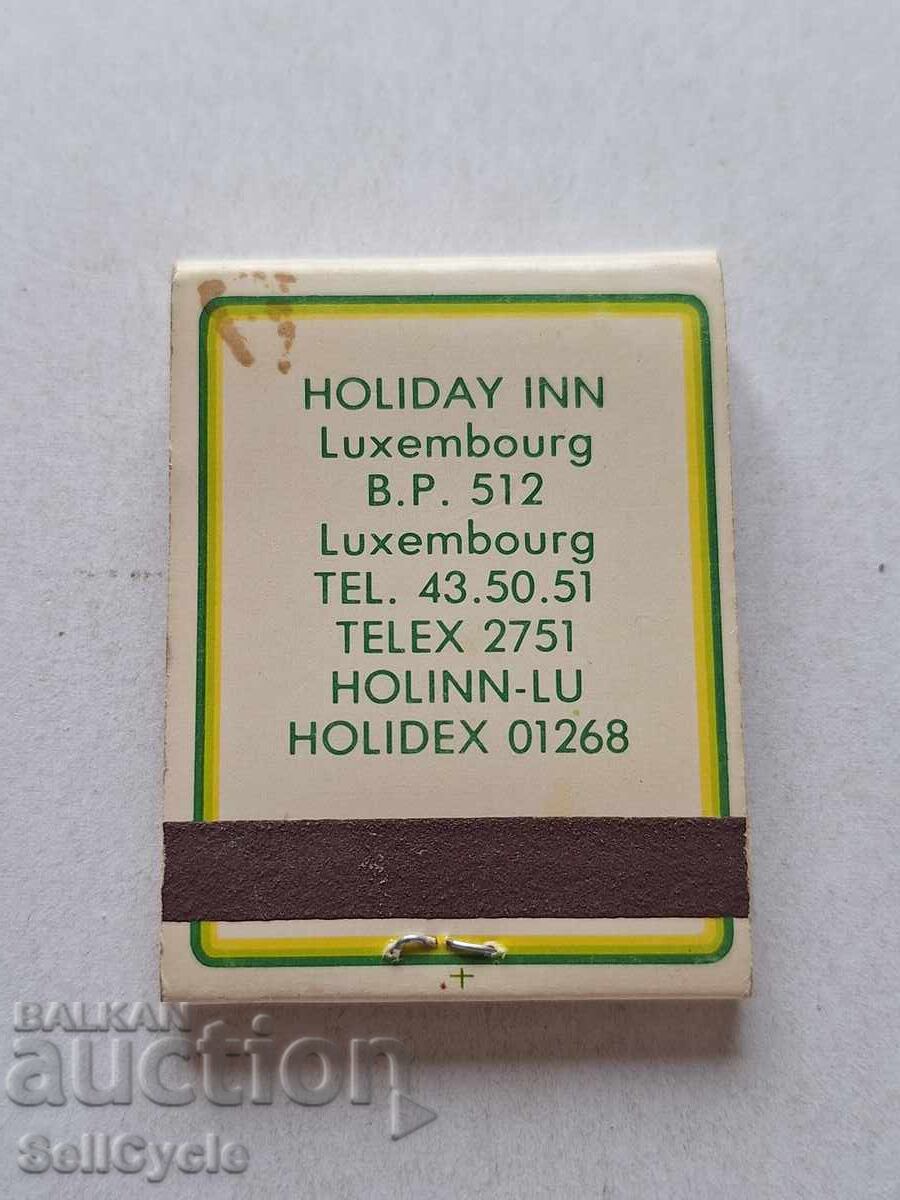 HOLIDAY INN
Luxembourg
B.P. 512
Luxembourg
TEL. 43.50.51
TELEX 2751
HOLINN-LU
HOLIDEX 01268
BALKAN
auction
SellCycle